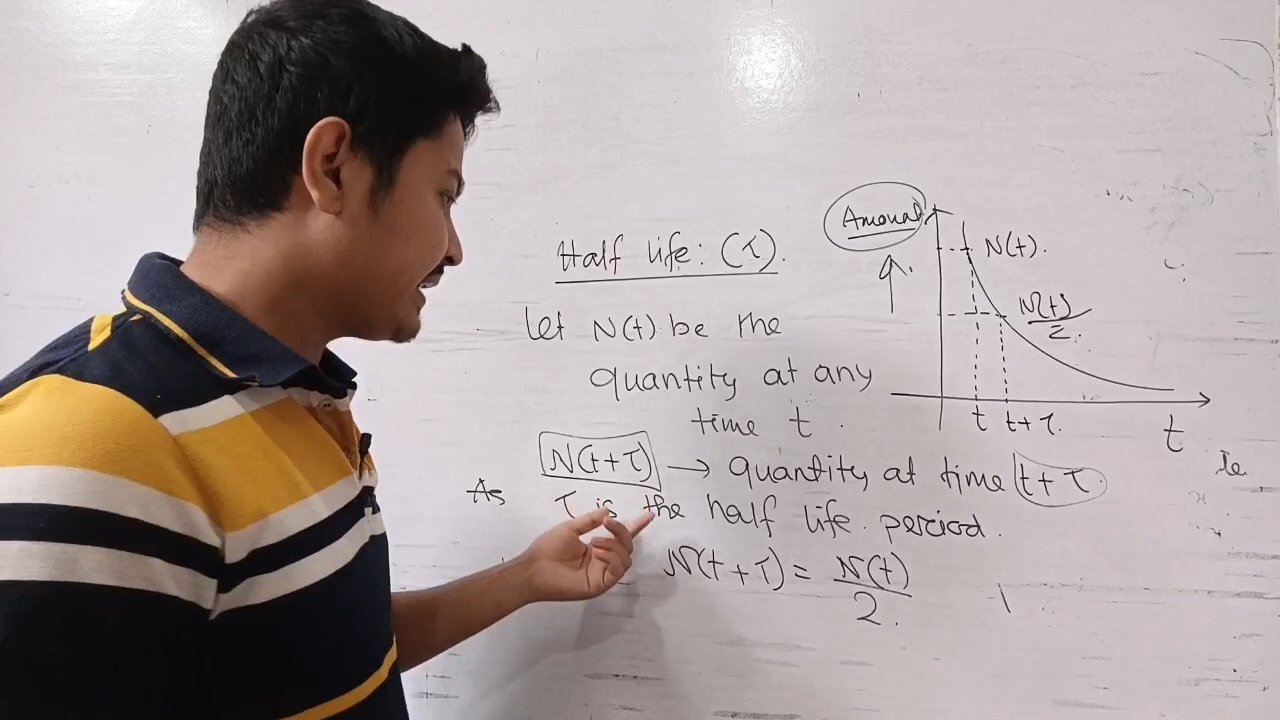 Half life: (τ).
let N(t) be the
quantity at any
time t.
N(t+τ) → quantity at time t+τ.
As τ is the half life period.
N(t+τ) = N(t)/2.
Amount
N(t).
N(t)/2
t t+τ.
t